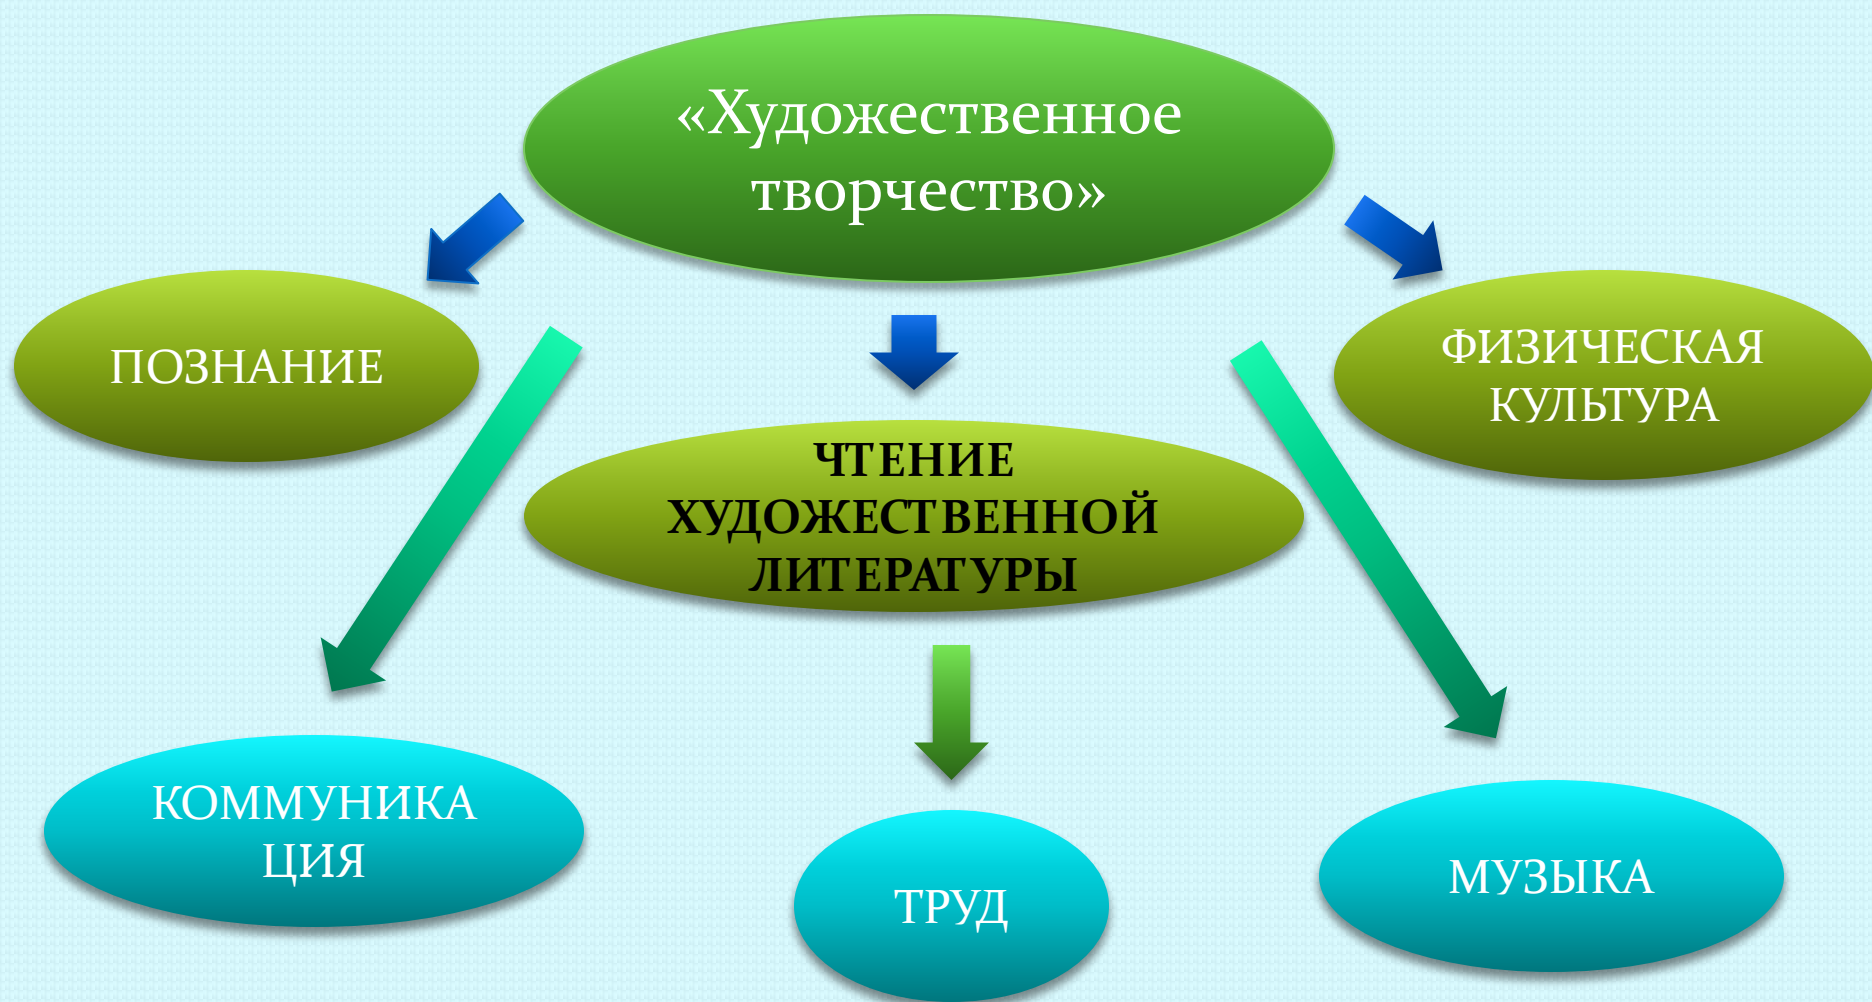 «Художественное
творчество»
ПОЗНАНИЕ
ФИЗИЧЕСКАЯ
КУЛЬТУРА
ЧТЕНИЕ
ХУДОЖЕСТВЕННОЙ
ЛИТЕРАТУРЫ
КОММУНИКА
ЦИЯ
ТРУД
МУЗЫКА